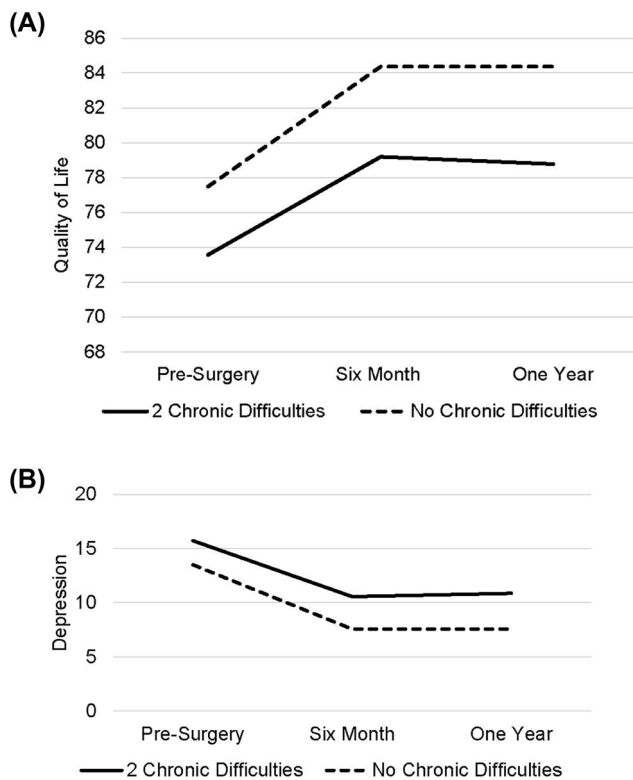 (A)
86
84
82
80
78
76
74
72
70
68
Quality of Life
Pre-Surgery Six Month One Year
2 Chronic Difficulties No Chronic Difficulties
(B)
20
15
10
5
0
Depression
Pre-Surgery Six Month One Year
2 Chronic Difficulties No Chronic Difficulties